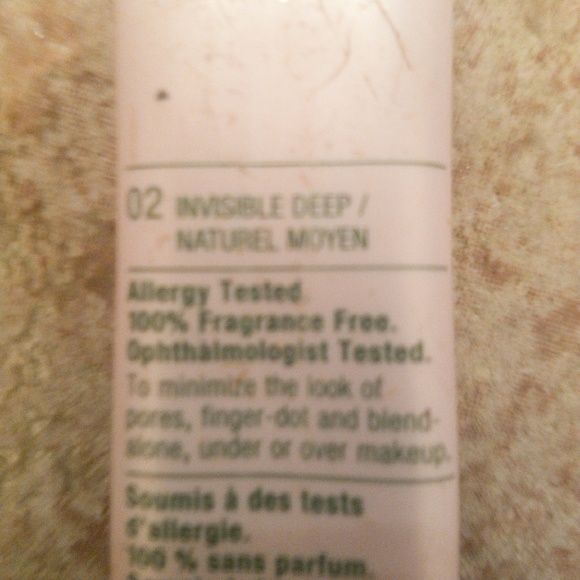 02 INVISIBLE DEEP /
NATUREL MOYEN
Allergy Tested.
100% Fragrance Free.
Ophthalmologist Tested.
To minimize the look of
pores, finger-dot and blend-
alone, under or over makeup.
Soumis à des tests
d'allergie.
100 % sans parfum.